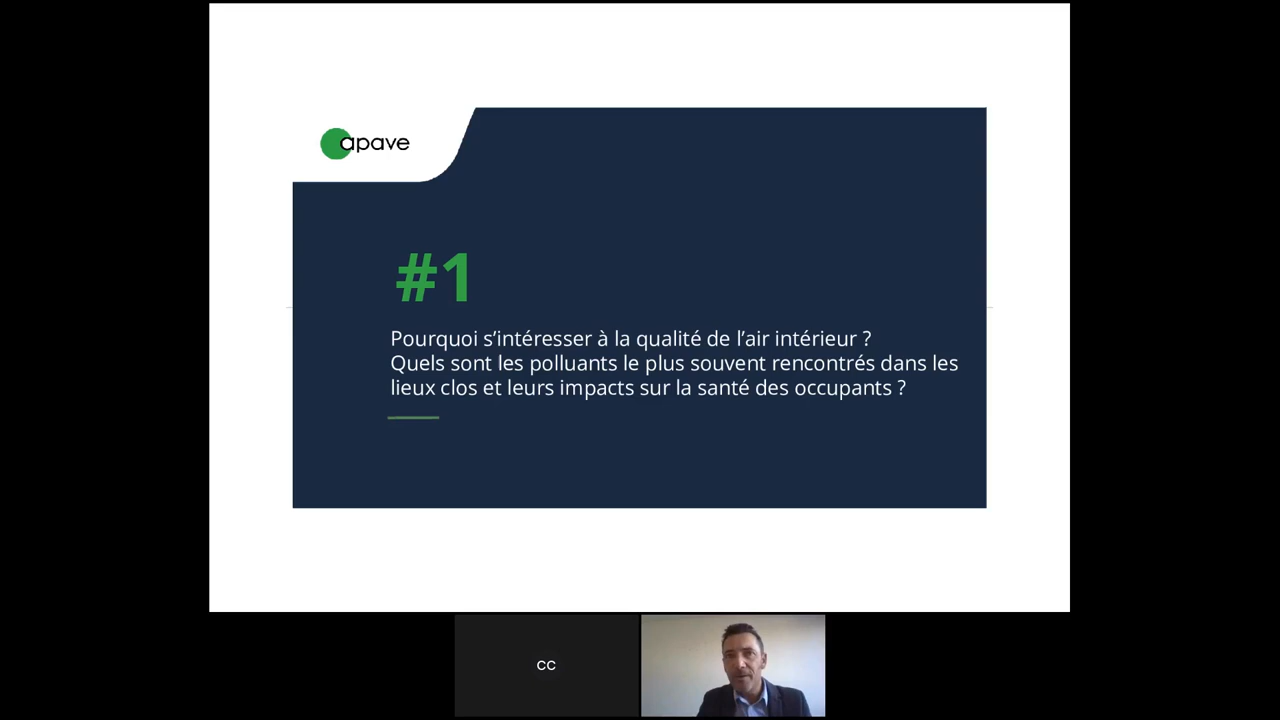 apave
#1
Pourquoi s’intéresser à la qualité de l’air intérieur ?
Quels sont les polluants le plus souvent rencontrés dans les
lieux clos et leurs impacts sur la santé des occupants ?
CC